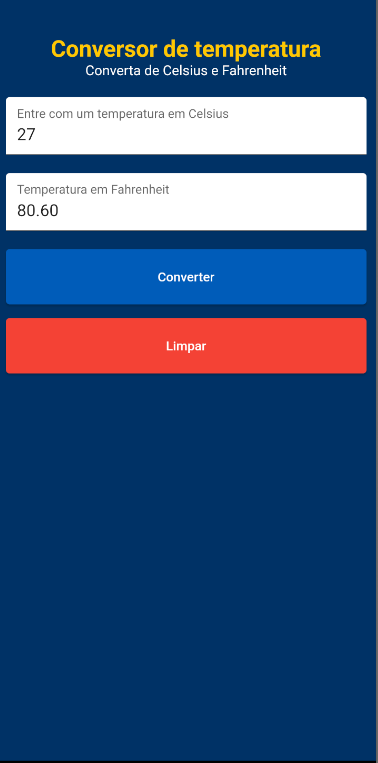 Conversor de temperatura
Converta de Celsius e Fahrenheit
Entre com um temperatura em Celsius
27
Temperatura em Fahrenheit
80.60
Converter
Limpar